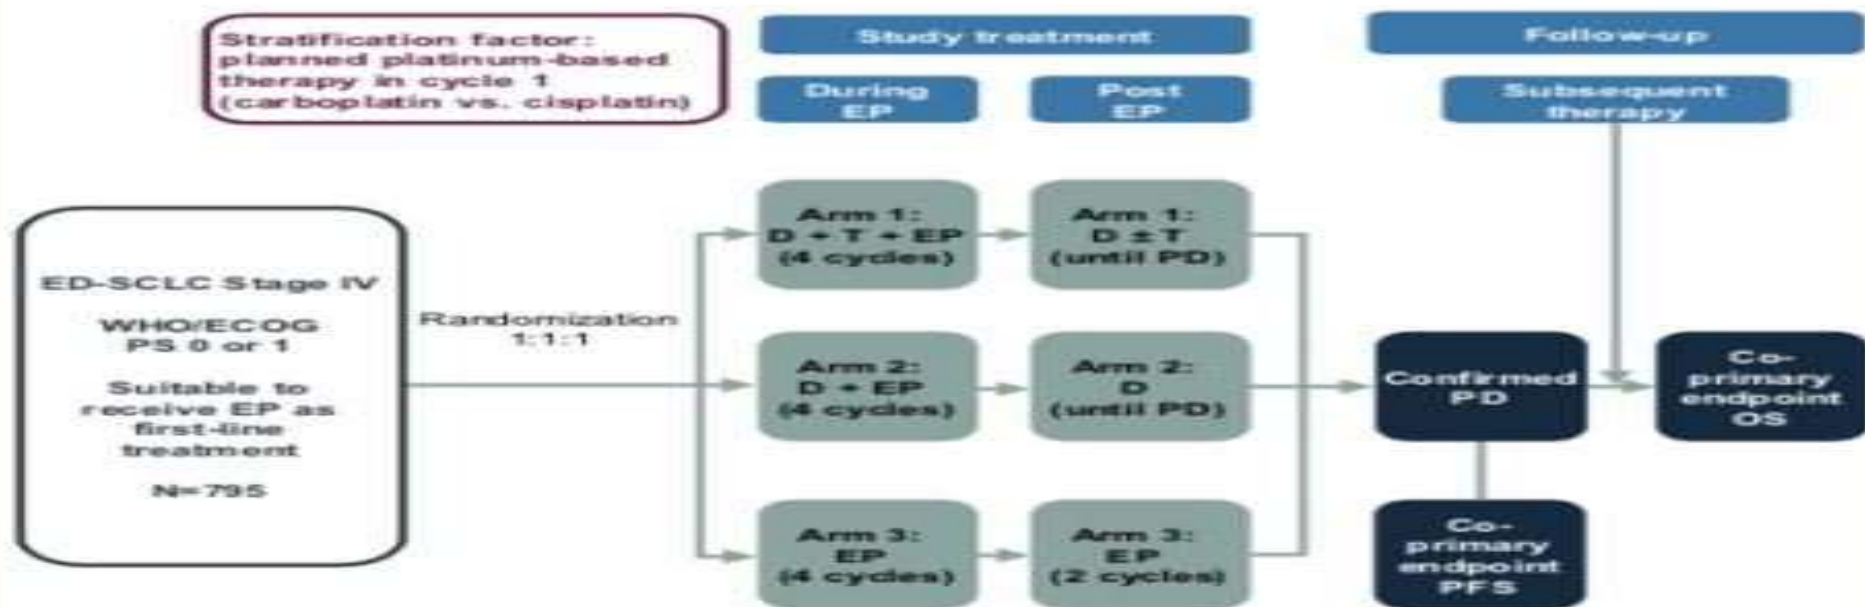 Stratification factor:
planned platinum-based
therapy in cycle 1
(carboplatin vs. cisplatin)
Study treatment
Follow-up
During
EP
Post
EP
Subsequent
therapy
ED-SCLC Stage IV
WHO/ECOG
PS 0 or 1
Suitable to
receive EP as
first-line
treatment
N=795
Randomization
1:1:1
Arm 1:
D + T + EP
(4 cycles)
Arm 1:
D ± T
(until PD)
Arm 2:
D + EP
(4 cycles)
Arm 2:
D
(until PD)
Arm 3:
EP
(4 cycles)
Arm 3:
EP
(2 cycles)
Confirmed
PD
Co-
primary
endpoint
OS
Co-
primary
endpoint
PFS